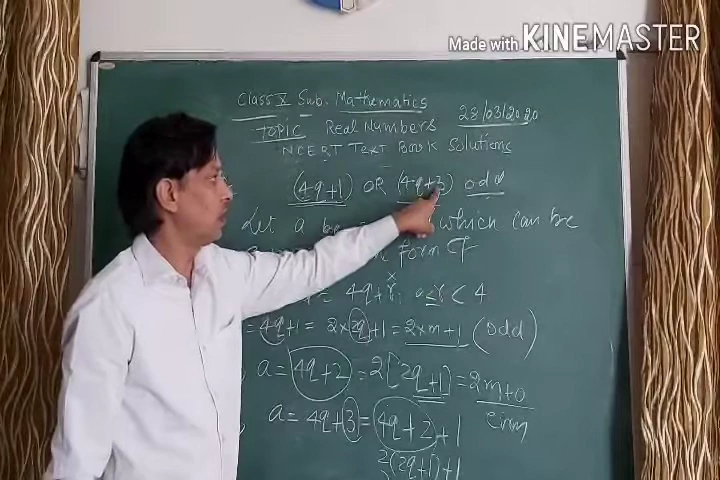 Made with KINEMASTER
Class X Sub. Mathematics
28/03/2020
Topic Real Numbers
NCERT Text Book Solutions
(4q+1) OR (4q+3) odd
Let a be which can be
form of
= 4q+r, 0≤r<4
=4q+1 = 2×2q+1 = 2×m+1 (odd)
a = 4q+2 = 2[2q+1] = 2m+0
a = 4q+3 = 4q+2+1
2(2q+1)+1